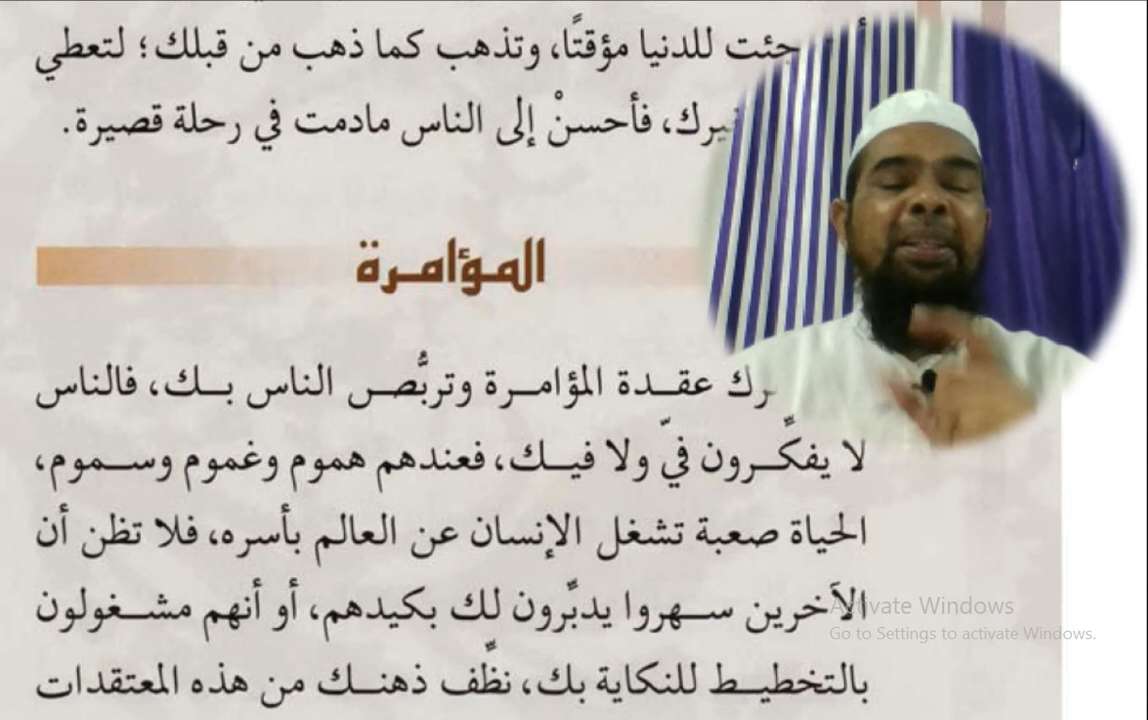 جئت للدنيا مؤقتًا، وتذهب كما ذهب من قبلك؛ لتعطي
فأحسنْ إلى الناس مادمت في رحلة قصيرة.
المؤامرة
عقدة المؤامرة وتربُّص الناس بك، فالناس
لا يفكِّرون فيّ ولا فيك، فعندهم هموم وغموم وسموم،
الحياة صعبة تشغل الإنسان عن العالم بأسره، فلا تظن أن
الآخرين سهروا يدبِّرون لك بكيدهم، أو أنهم مشغولون
بالتخطيط للنكاية بك، نظِّف ذهنك من هذه المعتقدات
Activate Windows
Go to Settings to activate Windows.